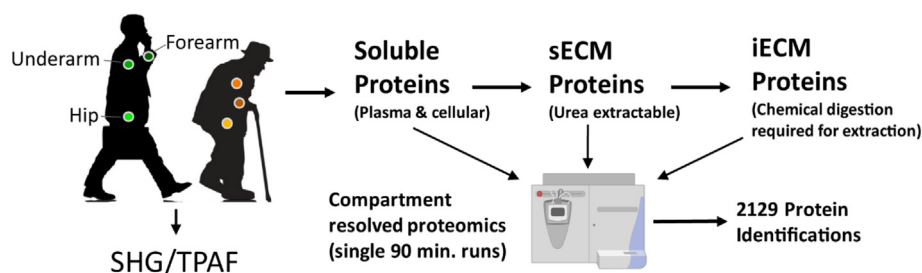 Underarm
Forearm
Hip
SHG/TPAF
Soluble
Proteins
(Plasma & cellular)
sECM
Proteins
(Urea extractable)
iECM
Proteins
(Chemical digestion
required for extraction)
Compartment
resolved proteomics
(single 90 min. runs)
2129 Protein
Identifications